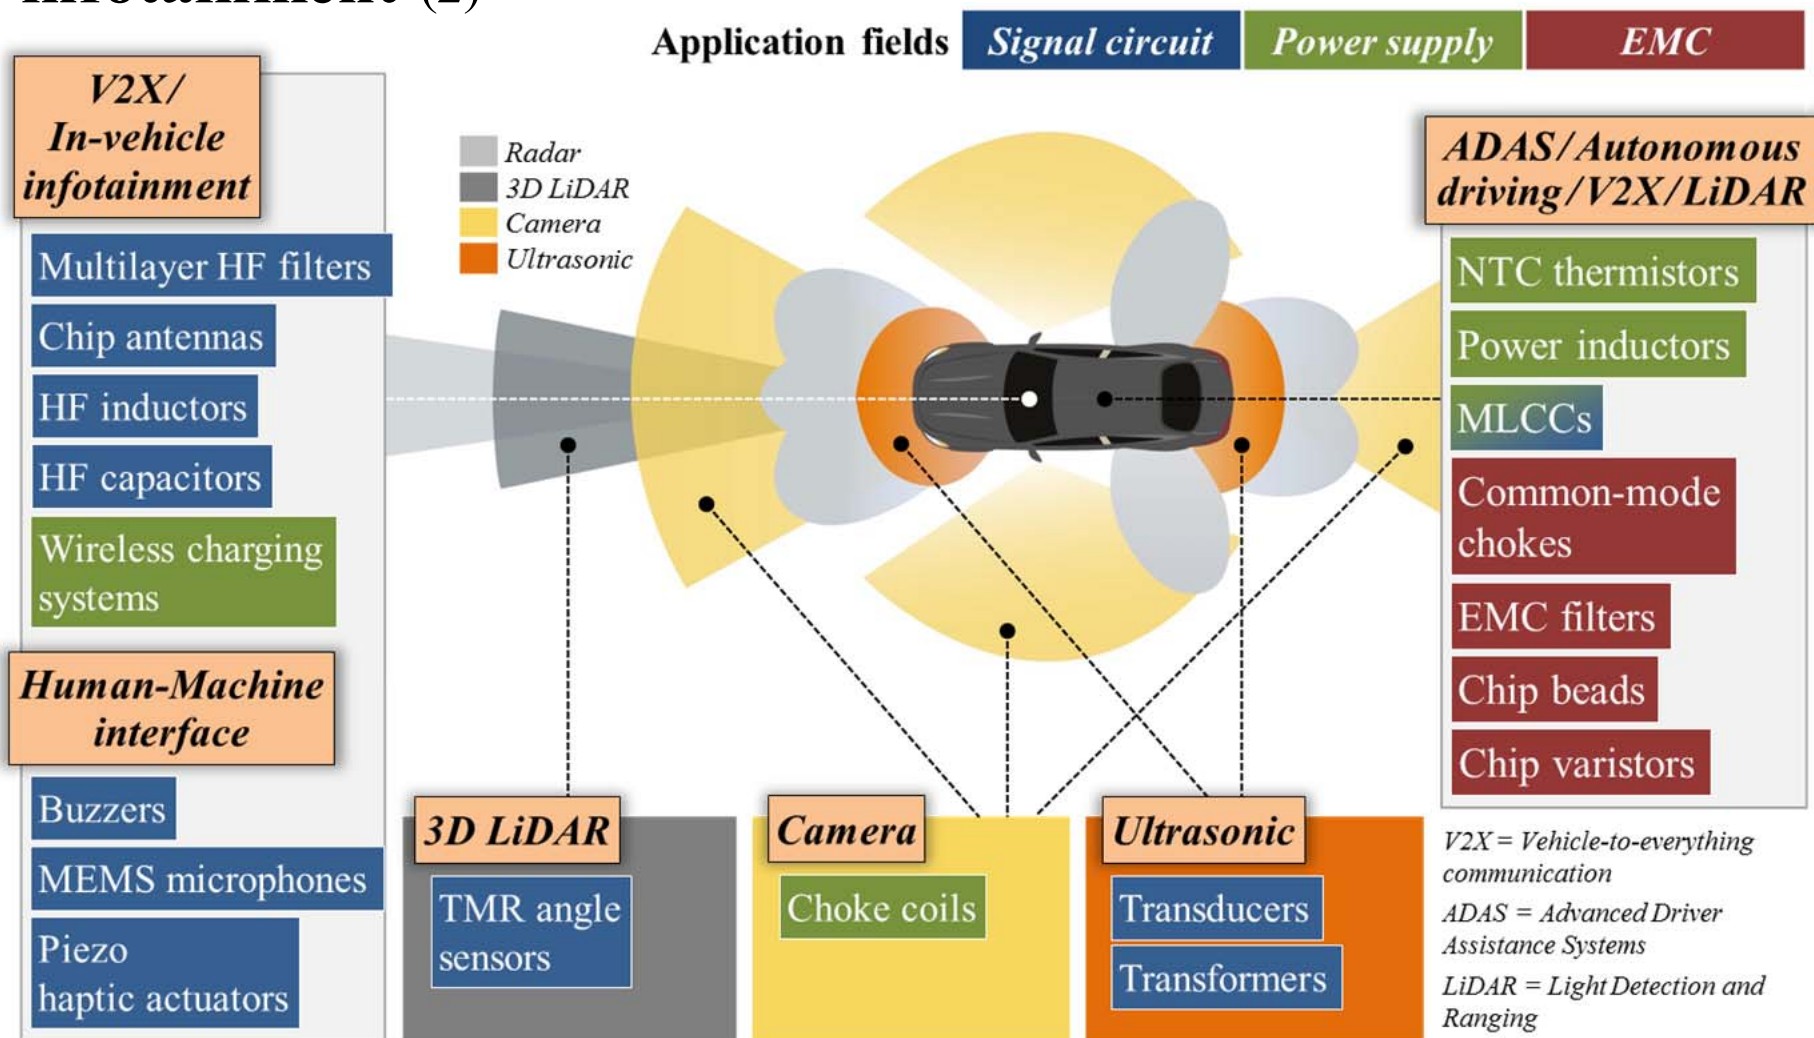 infotainment (2)
Application fields
Signal circuit
Power supply
EMC
V2X/
In-vehicle
infotainment
Multilayer HF filters
Chip antennas
HF inductors
HF capacitors
Wireless charging
systems
Human-Machine
interface
Buzzers
MEMS microphones
Piezo
haptic actuators
Radar
3D LiDAR
Camera
Ultrasonic
3D LiDAR
TMR angle
sensors
Camera
Choke coils
Ultrasonic
Transducers
Transformers
ADAS/Autonomous
driving/V2X/LiDAR
NTC thermistors
Power inductors
MLCCs
Common-mode
chokes
EMC filters
Chip beads
Chip varistors
V2X = Vehicle-to-everything
communication
ADAS = Advanced Driver
Assistance Systems
LiDAR = Light Detection and
Ranging